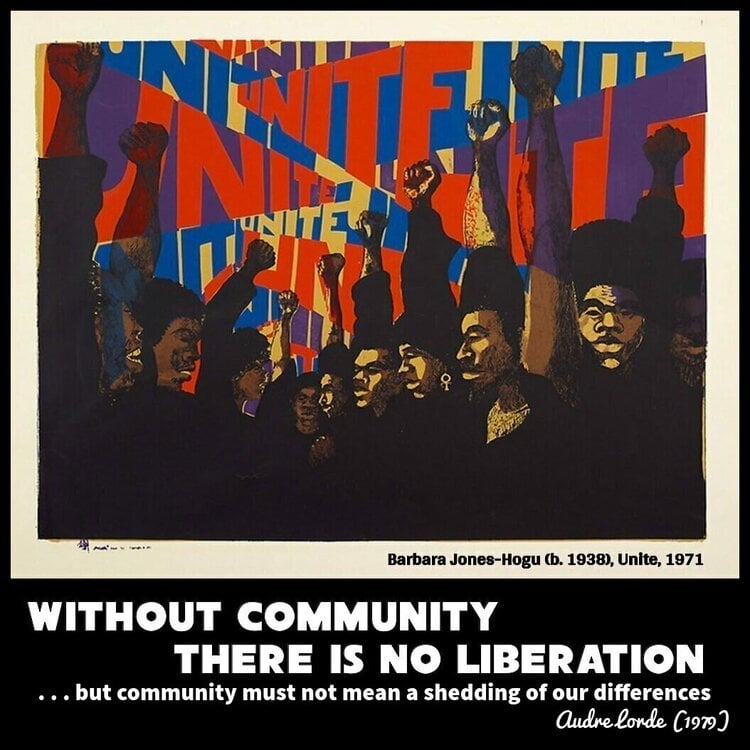 UNITE
UNITE
UNITE
UNITE
UNITE
UNITE
Barbara Jones-Hogu (b. 1938), Unite, 1971
WITHOUT COMMUNITY
THERE IS NO LIBERATION
. . . but community must not mean a shedding of our differences
Audre Lorde (1979)